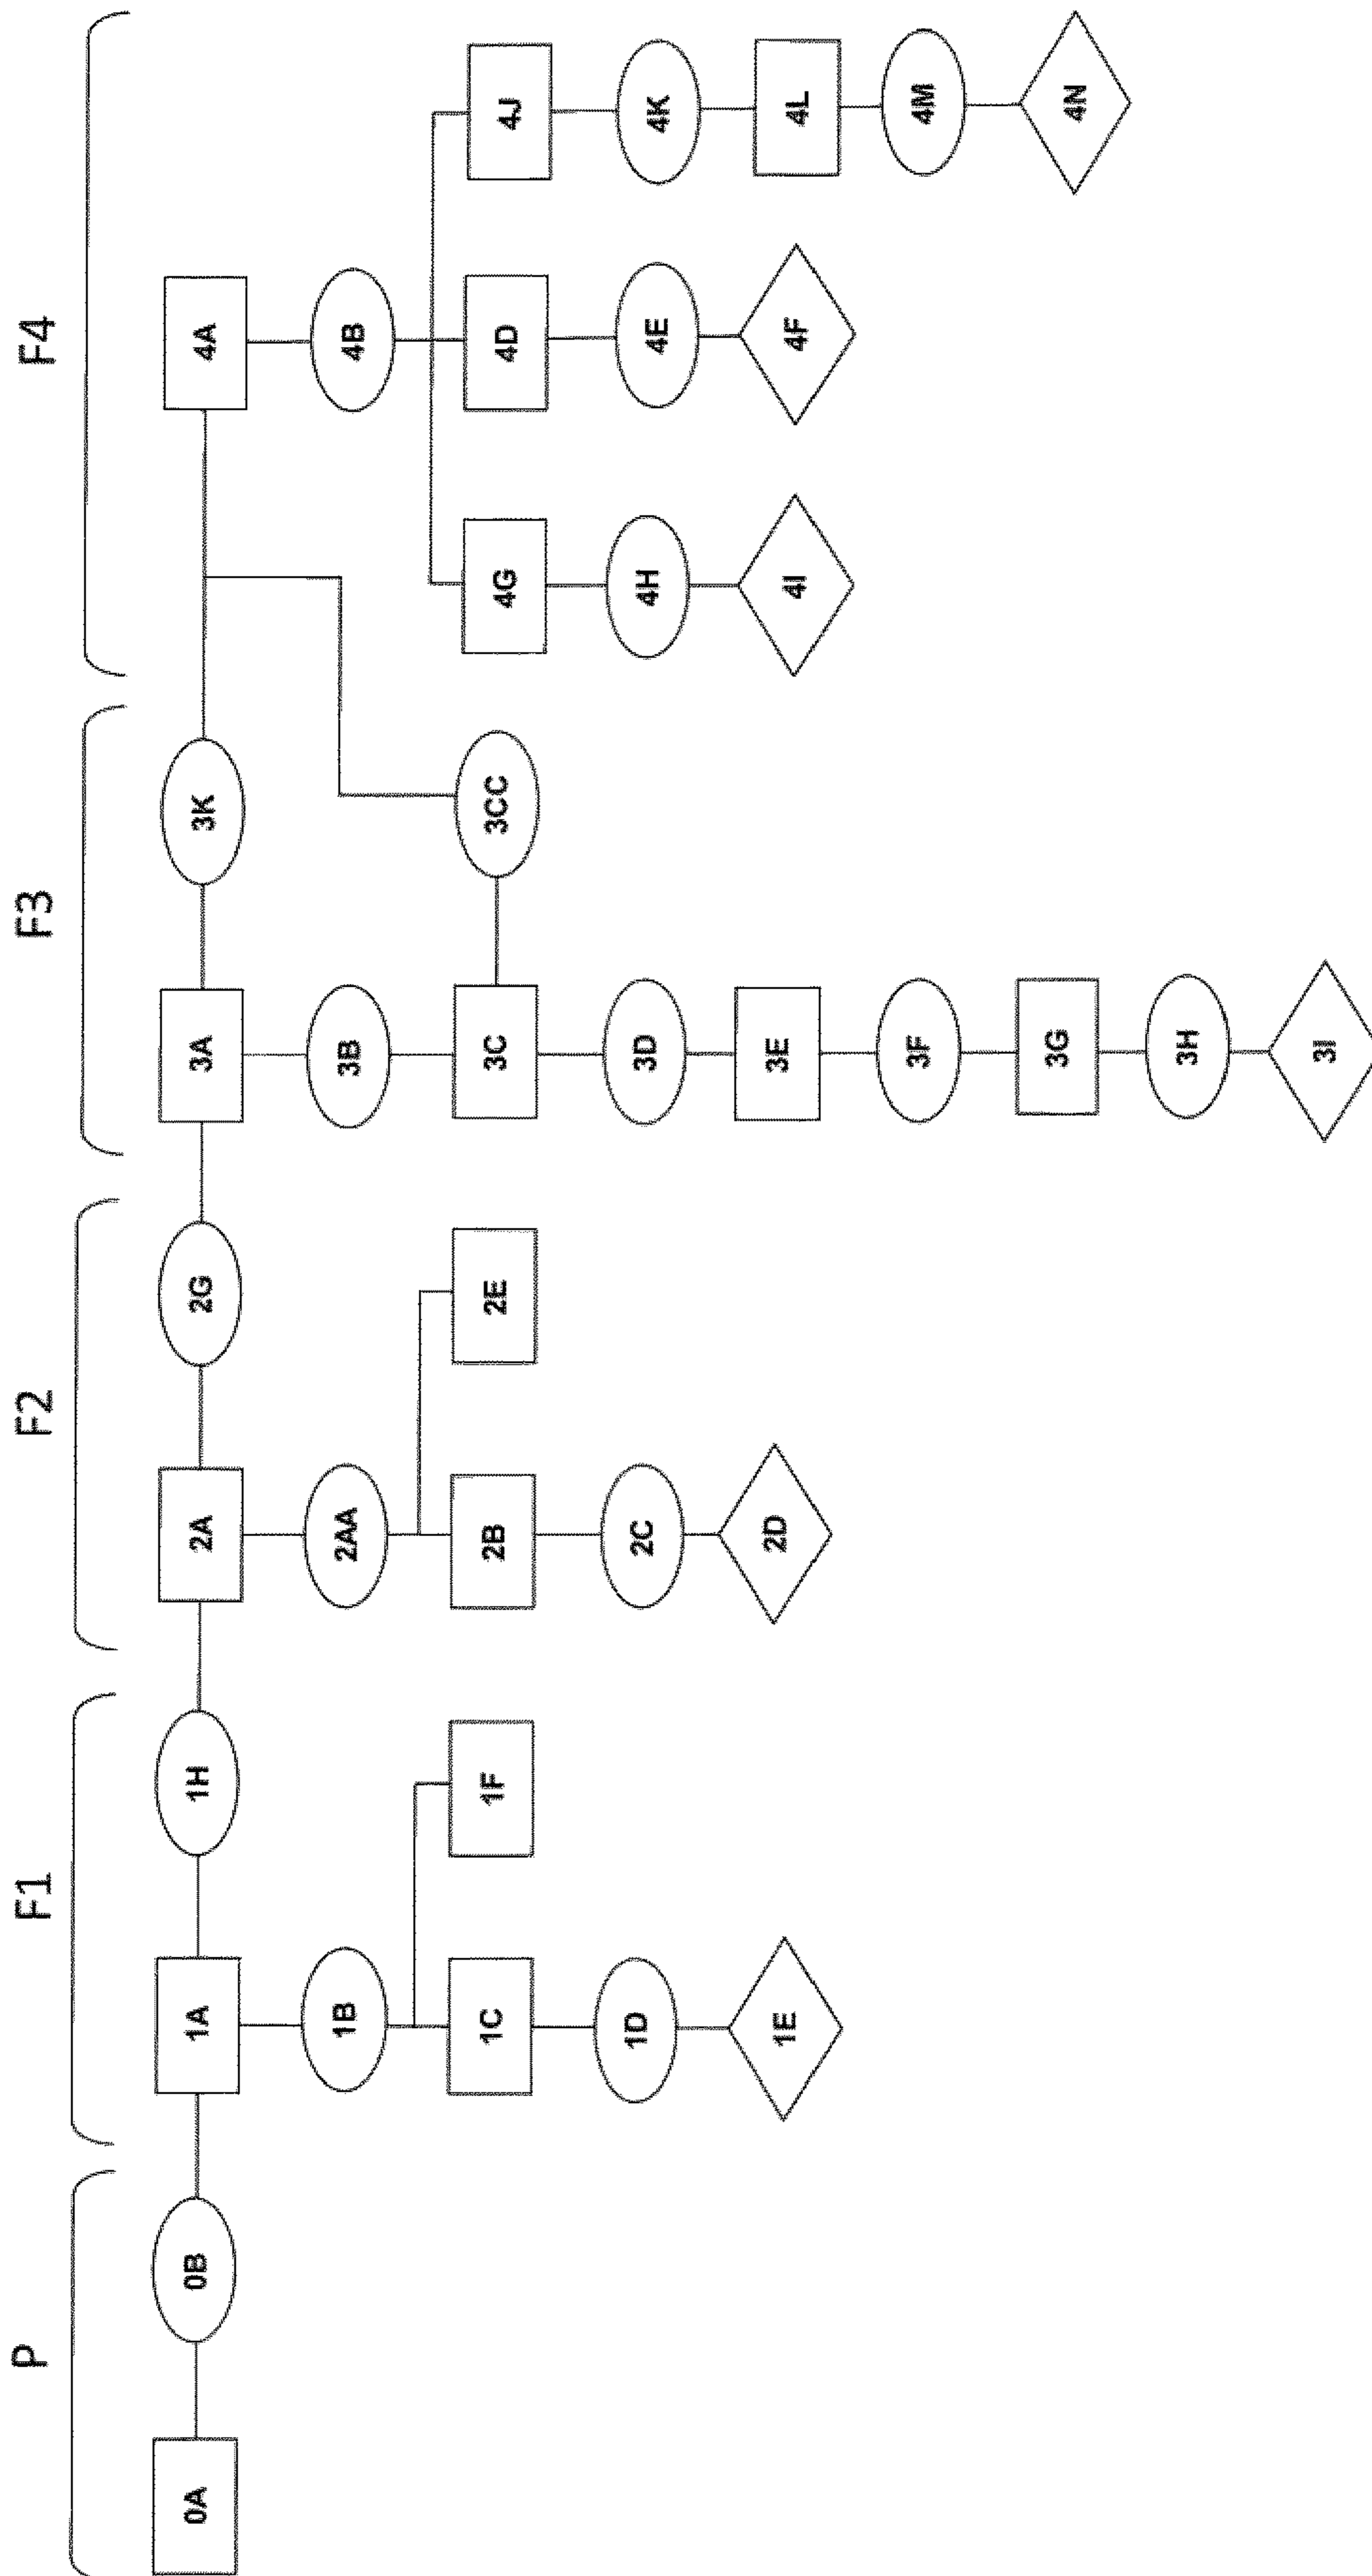 P F1 F2 F3 F4
0A 0B 1A 1H 2A 2G 3A 3K 4A
1B 2AA 3B 4B
1C 1F 2B 2E 3C 3CC 4G 4D 4J
1D 2C 3D 4H 4E 4K
1E 2D 3E 4I 4F 4L
3F 4M
3G 4N
3H
3I